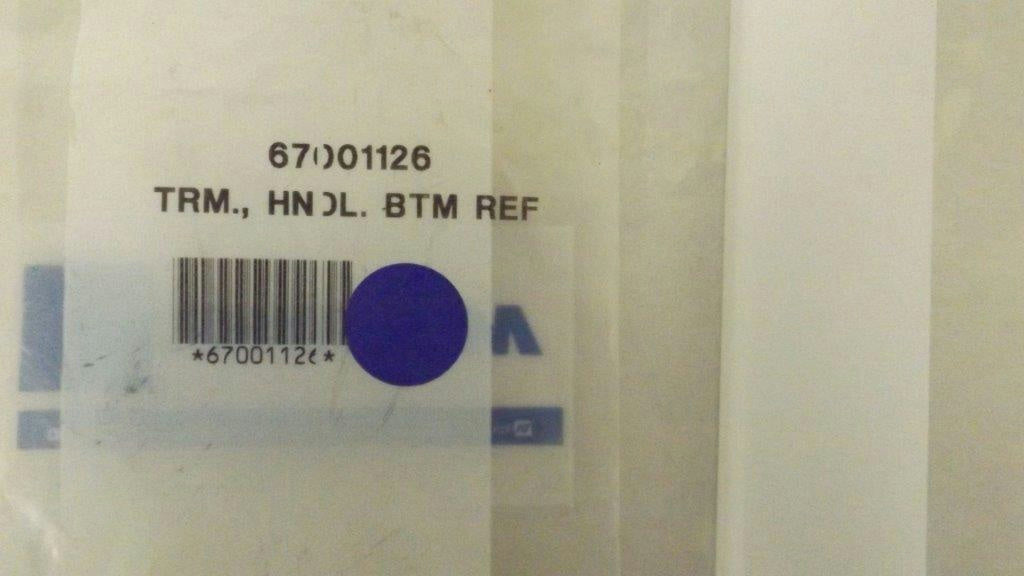 67001126
TRM., HNDL. BTM REF
*67001126*